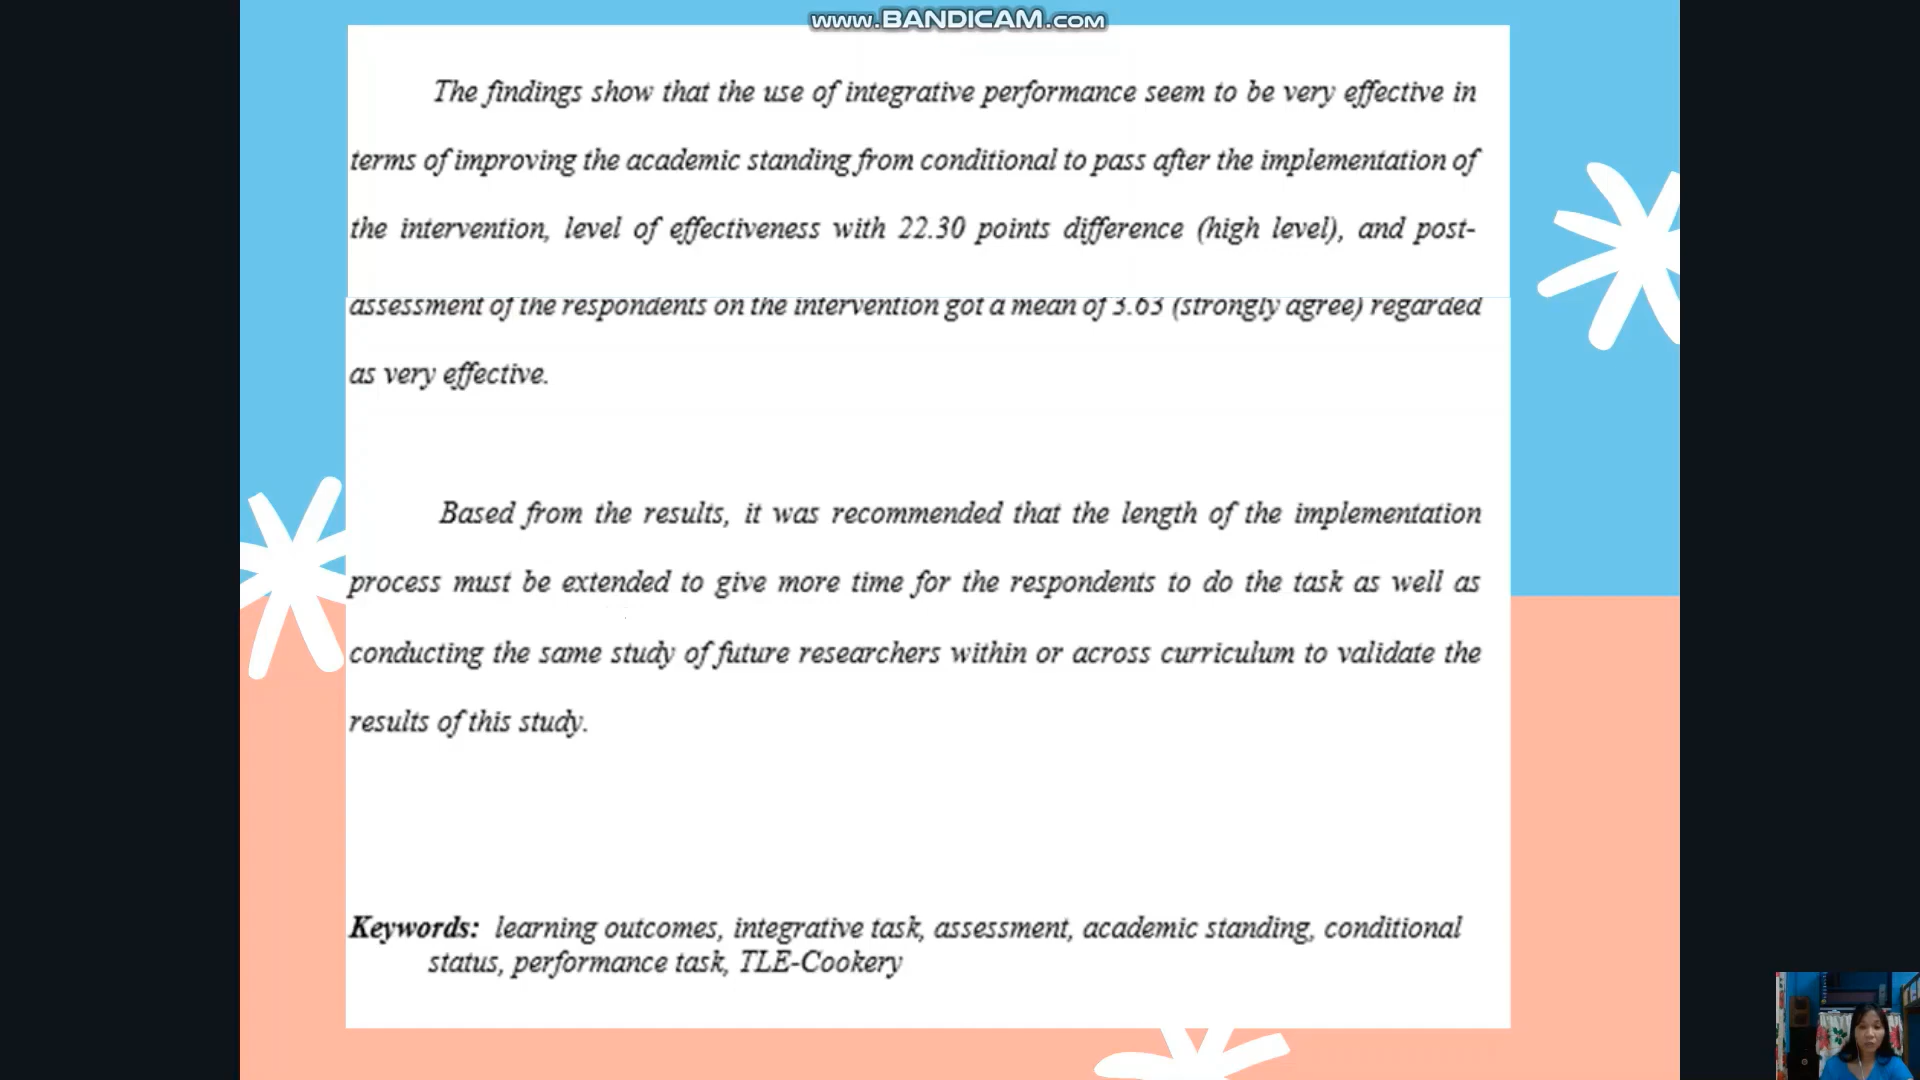 www.BANDICAM.com
The findings show that the use of integrative performance seem to be very effective in
terms of improving the academic standing from conditional to pass after the implementation of
the intervention, level of effectiveness with 22.30 points difference (high level), and post-
assessment of the respondents on the intervention got a mean of 3.63 (strongly agree) regarded
as very effective.
Based from the results, it was recommended that the length of the implementation
process must be extended to give more time for the respondents to do the task as well as
conducting the same study of future researchers within or across curriculum to validate the
results of this study.
Keywords: learning outcomes, integrative task, assessment, academic standing, conditional
status, performance task, TLE-Cookery